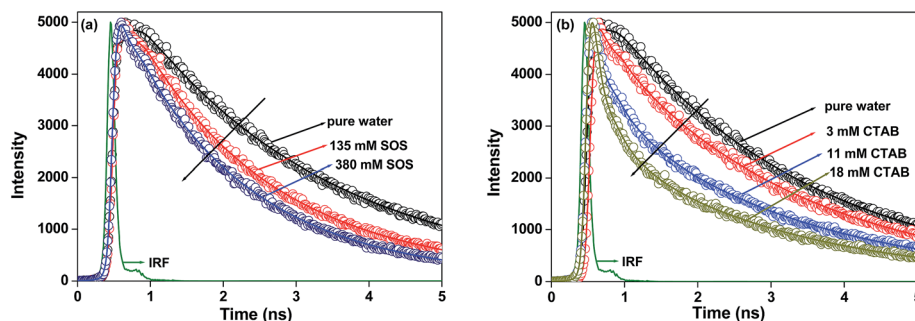 (a)
5000
4000
3000
2000
1000
0
Intensity
pure water
135 mM SOS
380 mM SOS
IRF
0 1 2 3 4 5
Time (ns)
(b)
5000
4000
3000
2000
1000
0
Intensity
pure water
3 mM CTAB
11 mM CTAB
18 mM CTAB
IRF
0 1 2 3 4 5
Time (ns)